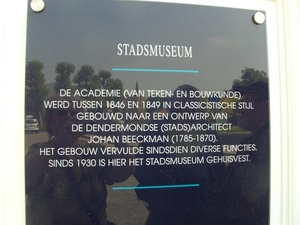 STADSMUSEUM
DE ACADEMIE (VAN TEKEN- EN BOUWKUNDE)
WERD TUSSEN 1846 EN 1849 IN CLASSICISTISCHE STIJL
GEBOUWD NAAR EEN ONTWERP VAN
DE DENDERMONDSE (STADS)ARCHITECT
JOHAN BEECKMAN (1785-1870).
HET GEBOUW VERVULDE SINDSDIEN DIVERSE FUNCTIES.
SINDS 1930 IS HIER HET STADSMUSEUM GEHUISVEST.